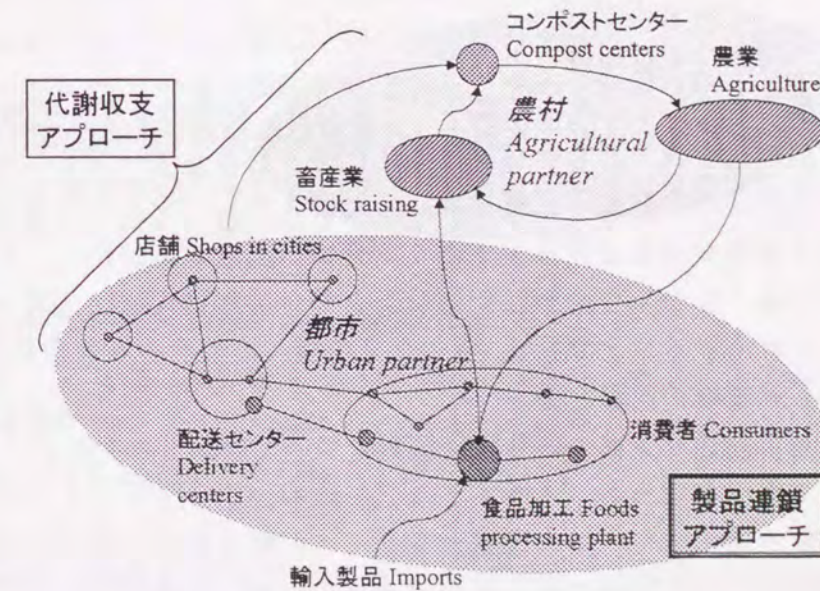 コンポストセンター
Compost centers
農業
Agriculture
代謝収支
アプローチ
農村
Agricultural
partner
畜産業
Stock raising
店舗 Shops in cities
都市
Urban partner
配送センター
Delivery
centers
消費者 Consumers
食品加工 Foods
processing plant
製品連鎖
アプローチ
輸入製品 Imports